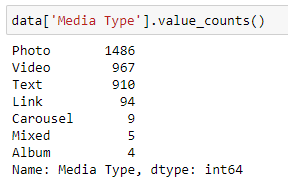 data['Media Type'].value_counts()
Photo 1486
Video 967
Text 910
Link 94
Carousel 9
Mixed 5
Album 4
Name: Media Type, dtype: int64